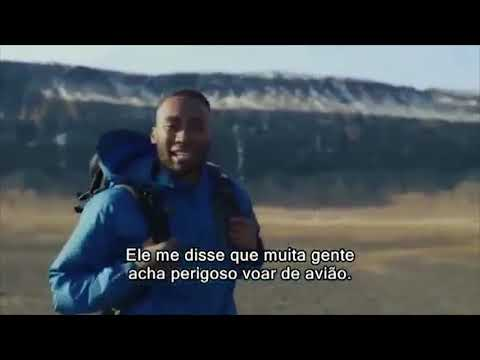 Ele me disse que muita gente
acha perigoso voar de avião.